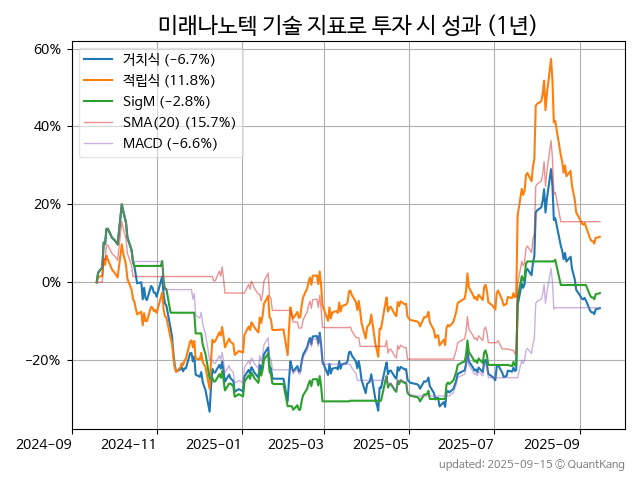 미래나노텍 기술 지표로 투자 시 성과 (1년)
60%
40%
20%
0%
−20%
거치식 (−6.7%)
적립식 (11.8%)
SigM (−2.8%)
SMA(20) (15.7%)
MACD (−6.6%)
2024-09
2024-11
2025-01
2025-03
2025-05
2025-07
2025-09
updated: 2025-09-15 © QuantKang